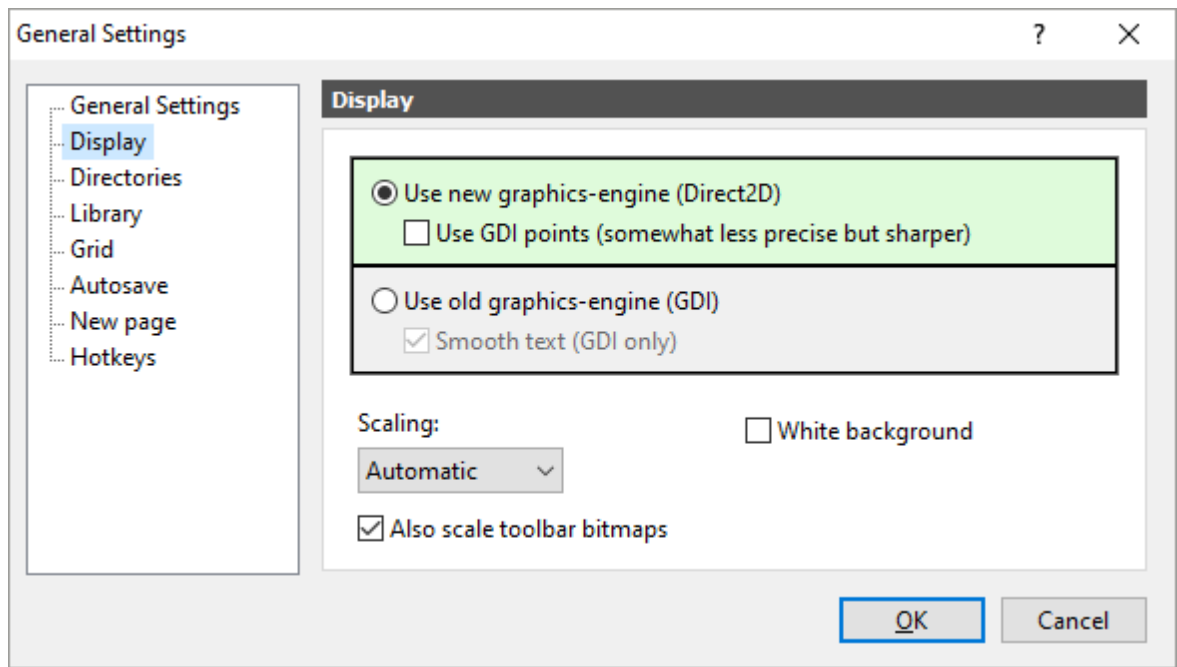 General Settings
?
General Settings
Display
Directories
Library
Grid
Autosave
New page
Hotkeys
Display
Use new graphics-engine (Direct2D)
Use GDI points (somewhat less precise but sharper)
Use old graphics-engine (GDI)
Smooth text (GDI only)
Scaling:
White background
Automatic
Also scale toolbar bitmaps
OK
Cancel